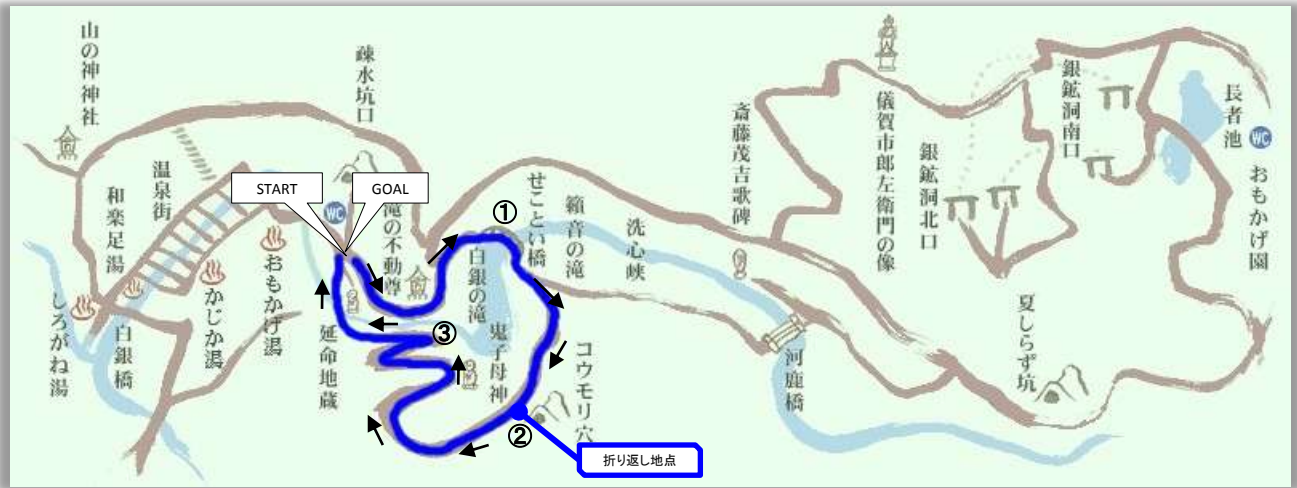 山の神神社
疎水坑口
温泉街
和楽足湯
START
GOAL
WC
滝の不動尊
①
せことい橋
籟音の滝
洗心峡
斎藤茂吉歌碑
儀賀市郎左衛門の像
銀鉱洞北口
銀鉱洞南口
長者池
WC
おもかげ園
白銀の滝
しろがね湯
白銀橋
かじか湯
おもかげ湯
延命地蔵
③
鬼子母神
コウモリ穴
②
折り返し地点
河鹿橋
夏しらず坑